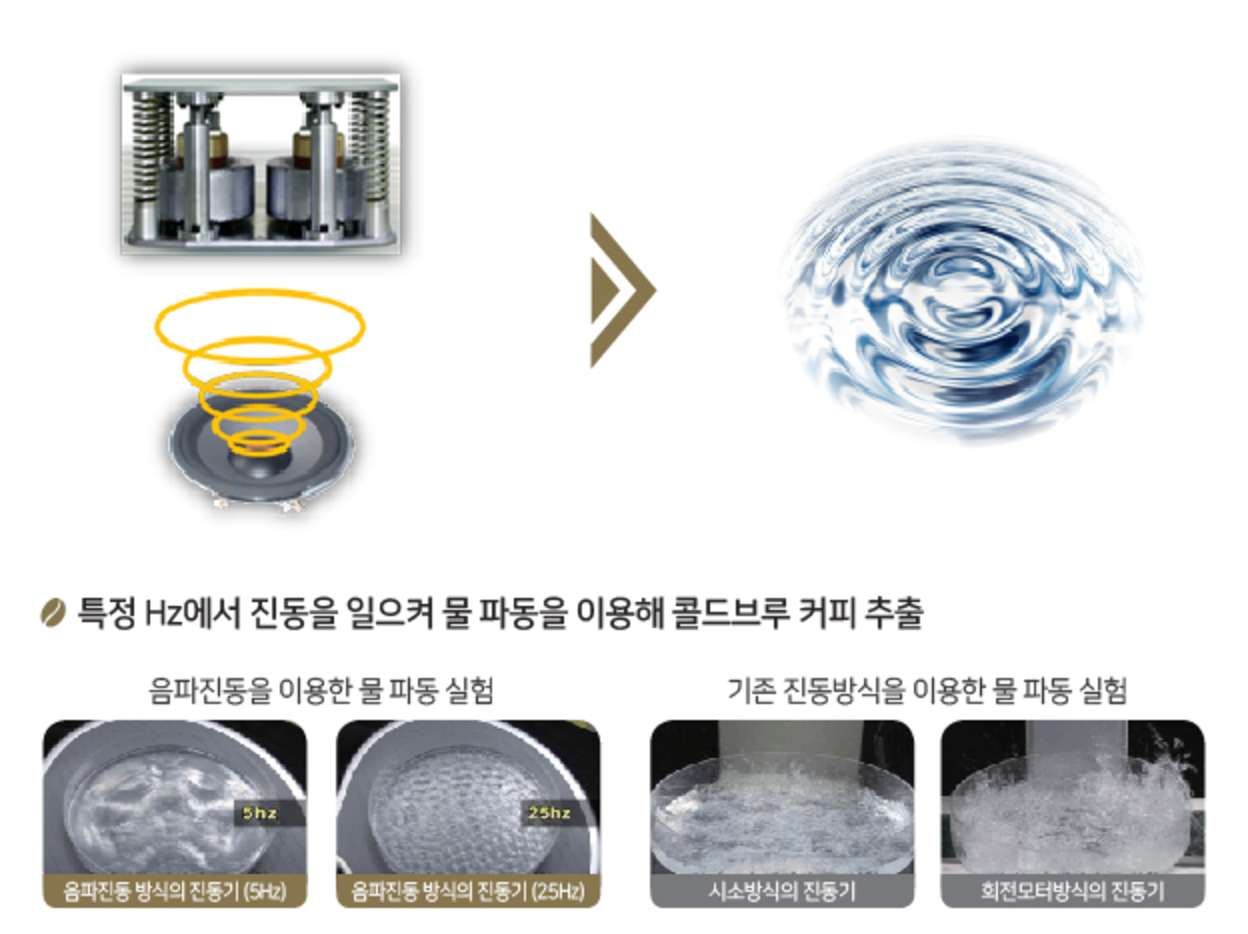 특정 Hz에서 진동을 일으켜 물 파동을 이용해 콜드브루 커피 추출
음파진동을 이용한 물 파동 실험
기존 진동방식을 이용한 물 파동 실험
5hz
25hz
음파진동 방식의 진동기 (5Hz)
음파진동 방식의 진동기 (25Hz)
시소방식의 진동기
회전모터방식의 진동기